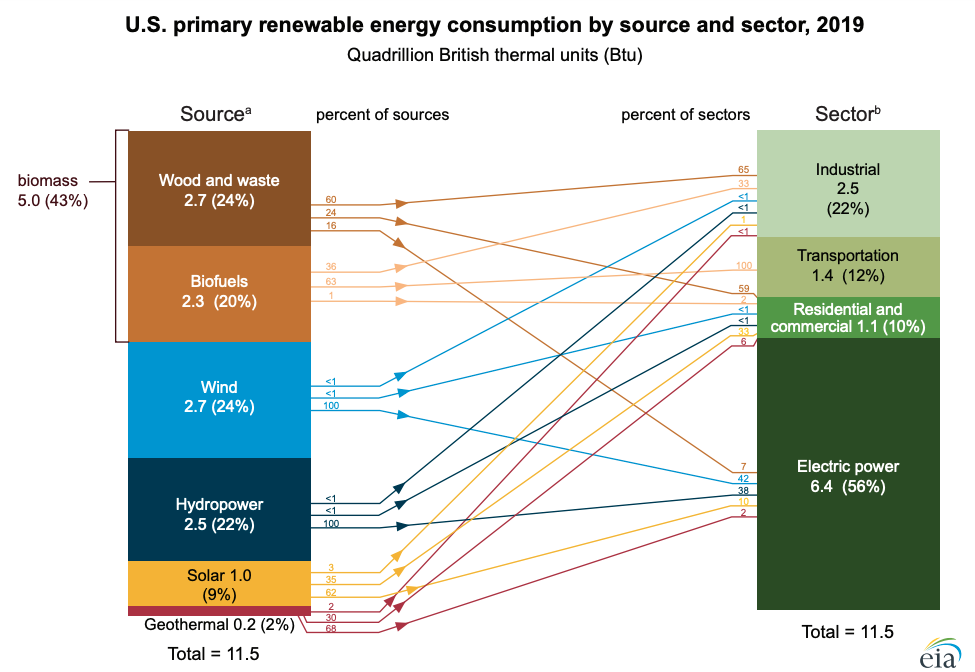 U.S. primary renewable energy consumption by source and sector, 2019
Quadrillion British thermal units (Btu)
Sourceᵃ
percent of sources
percent of sectors
Sectorᵇ
biomass
5.0 (43%)
Wood and waste
2.7 (24%)
60
24
16
Biofuels
2.3 (20%)
36
63
1
Wind
2.7 (24%)
<1
<1
100
Hydropower
2.5 (22%)
<1
<1
100
Solar 1.0
(9%)
3
35
62
2
30
68
Geothermal 0.2 (2%)
Total = 11.5
65
33
<1
<1
1
<1
Industrial
2.5
(22%)
100
Transportation
1.4 (12%)
59
2
<1
<1
33
6
Residential and
commercial 1.1 (10%)
7
42
38
10
2
Electric power
6.4 (56%)
Total = 11.5
eia